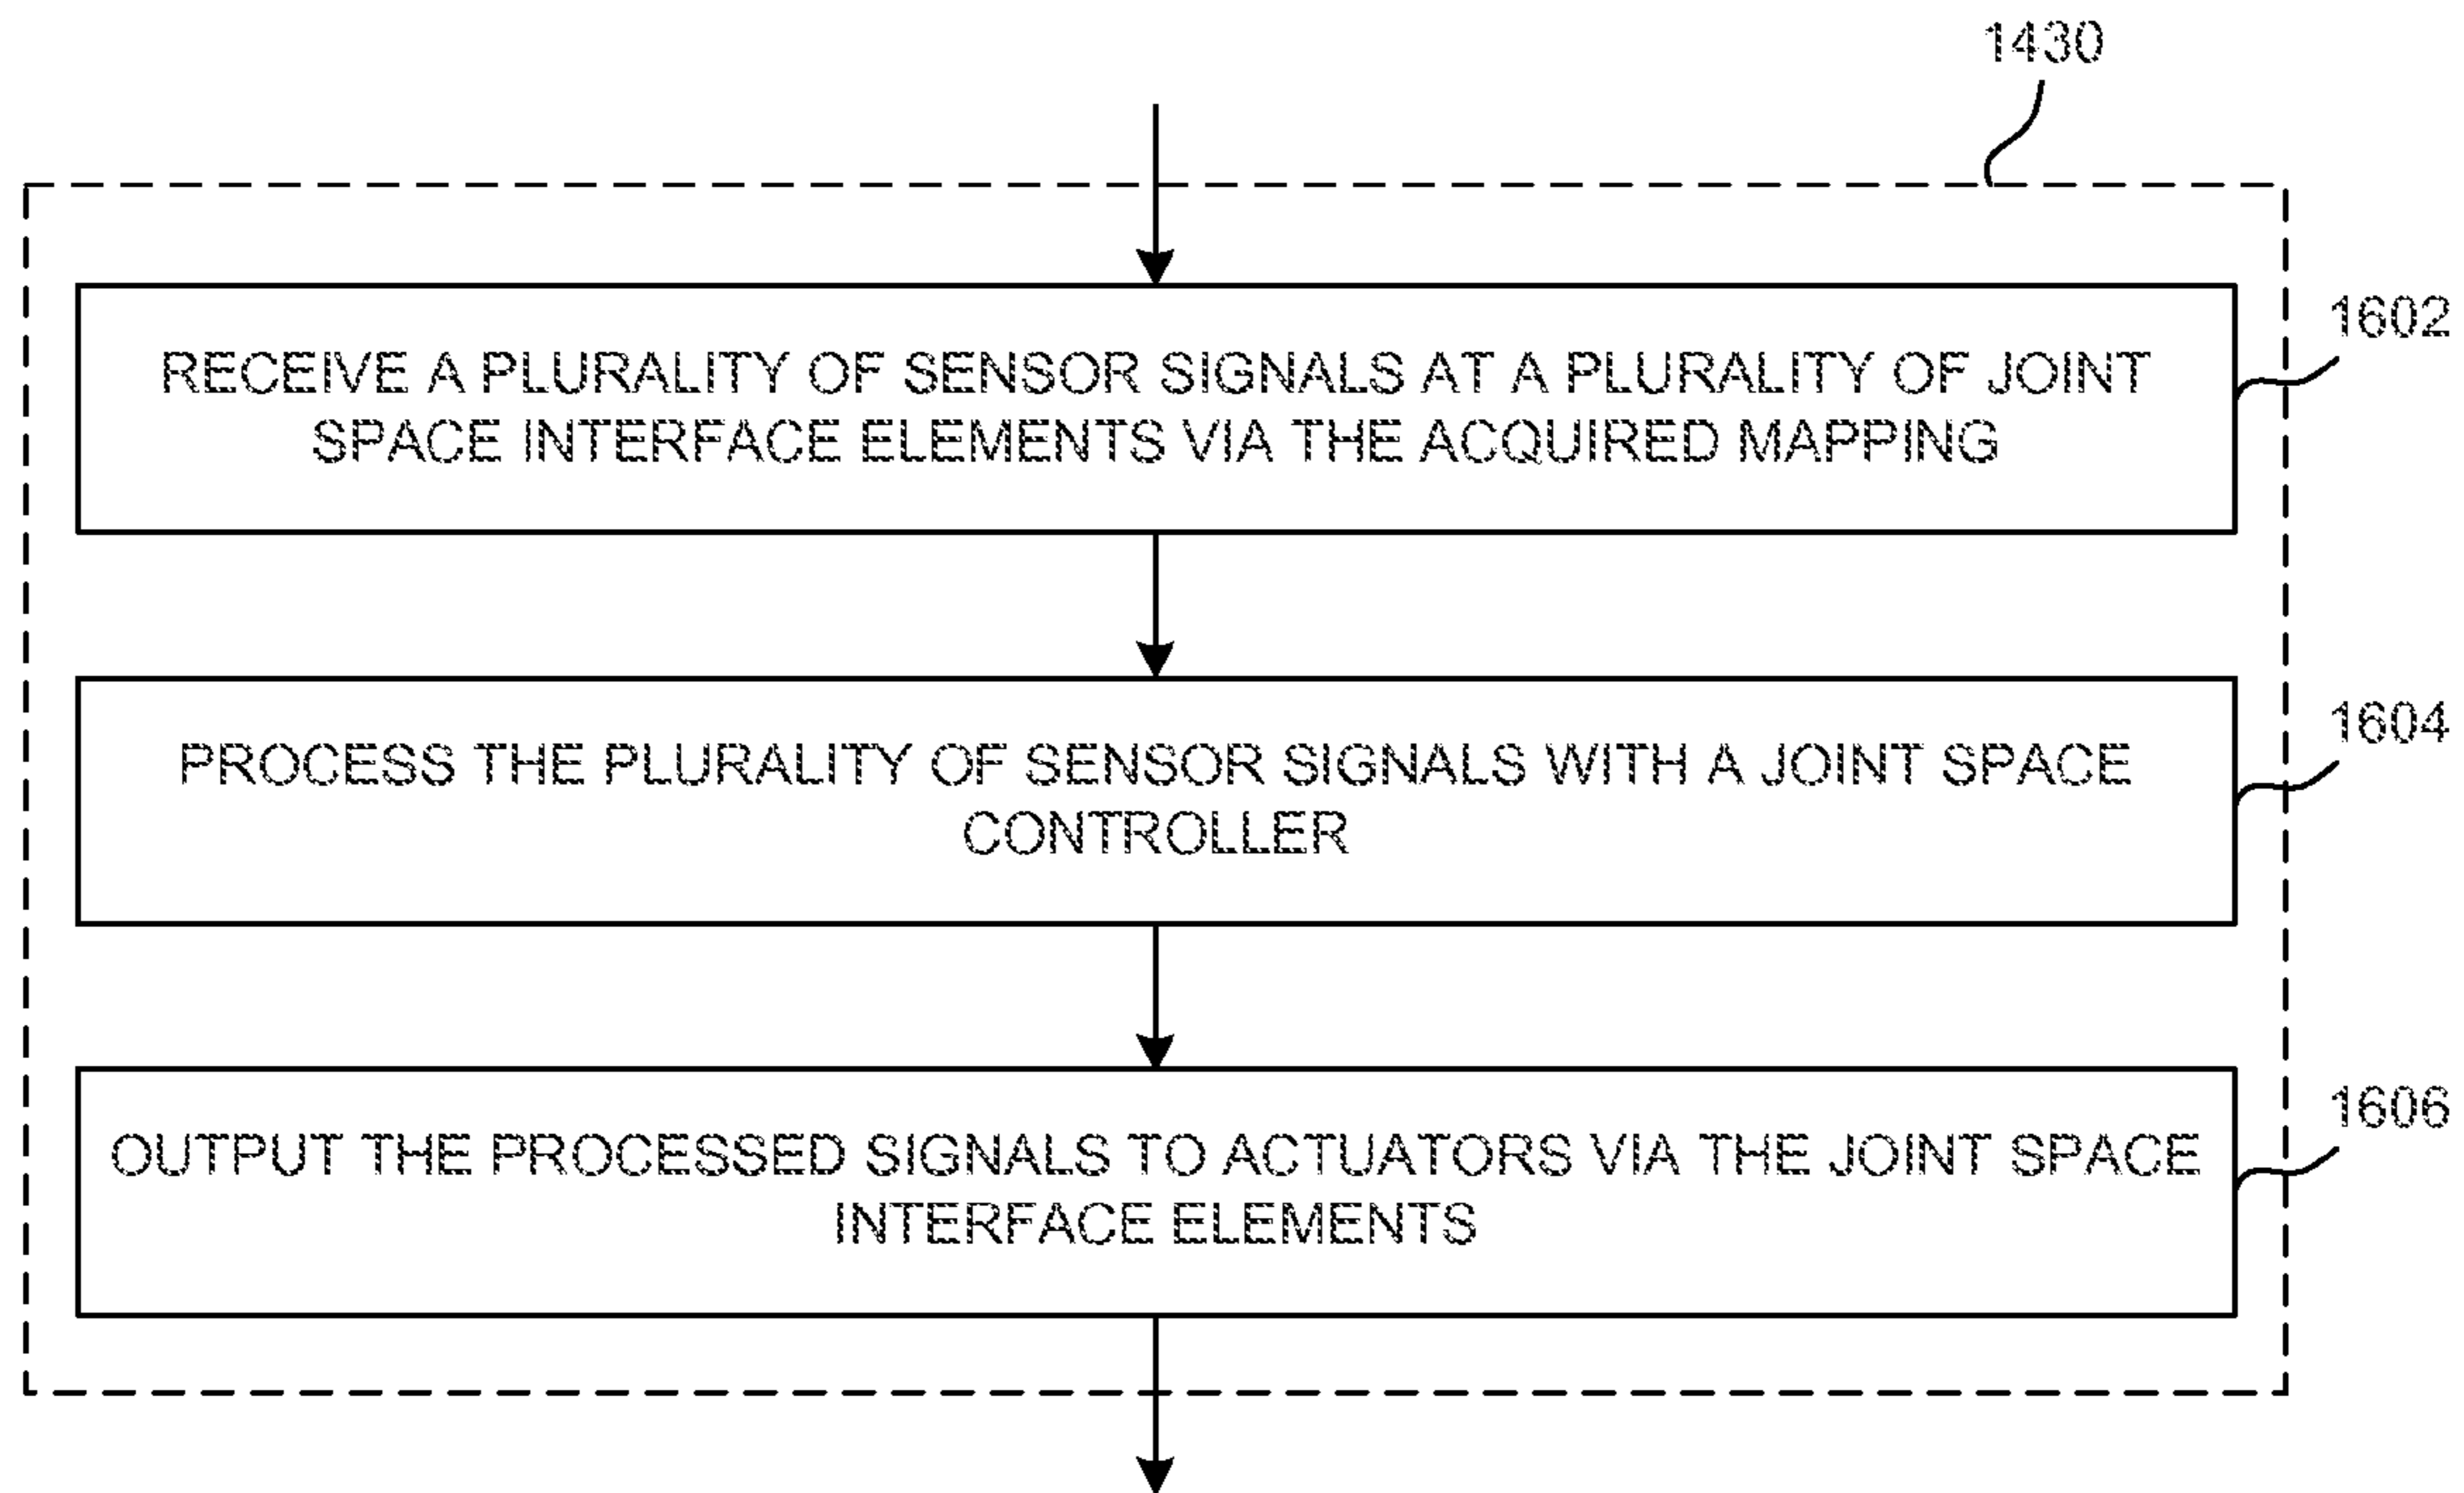 1430
RECEIVE A PLURALITY OF SENSOR SIGNALS AT A PLURALITY OF JOINT
SPACE INTERFACE ELEMENTS VIA THE ACQUIRED MAPPING
1602
PROCESS THE PLURALITY OF SENSOR SIGNALS WITH A JOINT SPACE
CONTROLLER
1604
OUTPUT THE PROCESSED SIGNALS TO ACTUATORS VIA THE JOINT SPACE
INTERFACE ELEMENTS
1606